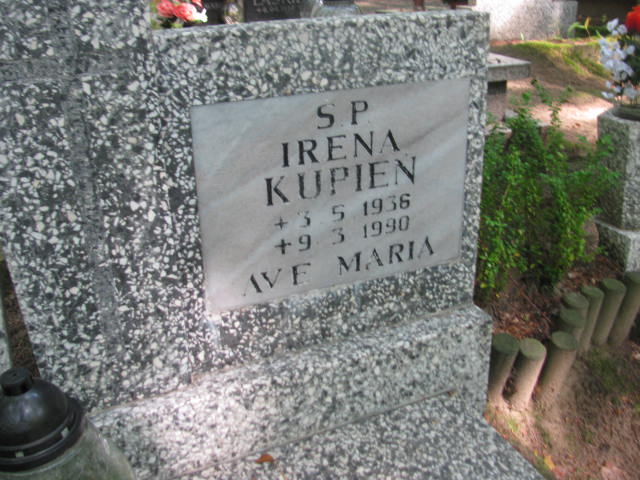 S.P.
IRENA
KUPIEN
+3 5 1936
+9 3 1990
AVE MARIA